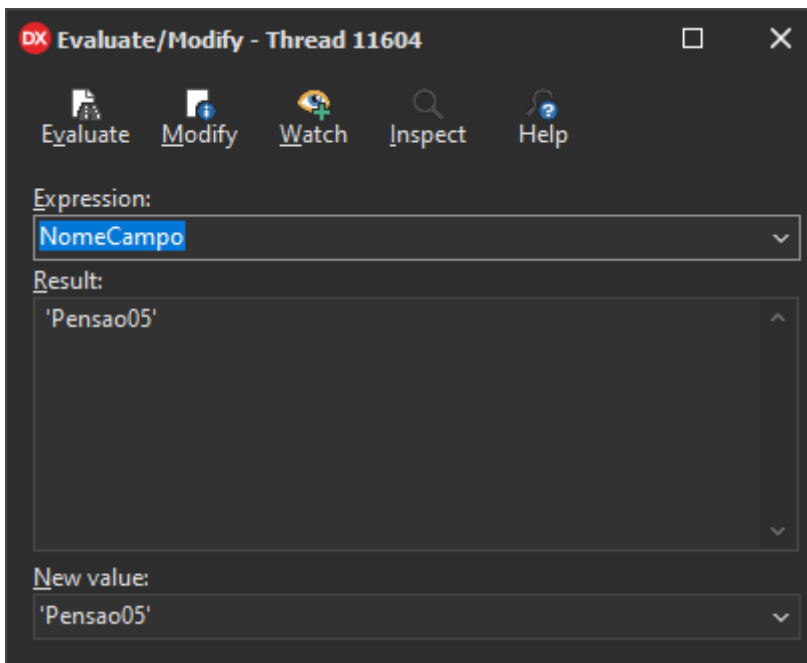 DX Evaluate/Modify - Thread 11604
Evaluate Modify Watch Inspect Help
Expression:
NomeCampo
Result:
'Pensao05'
New value:
'Pensao05'